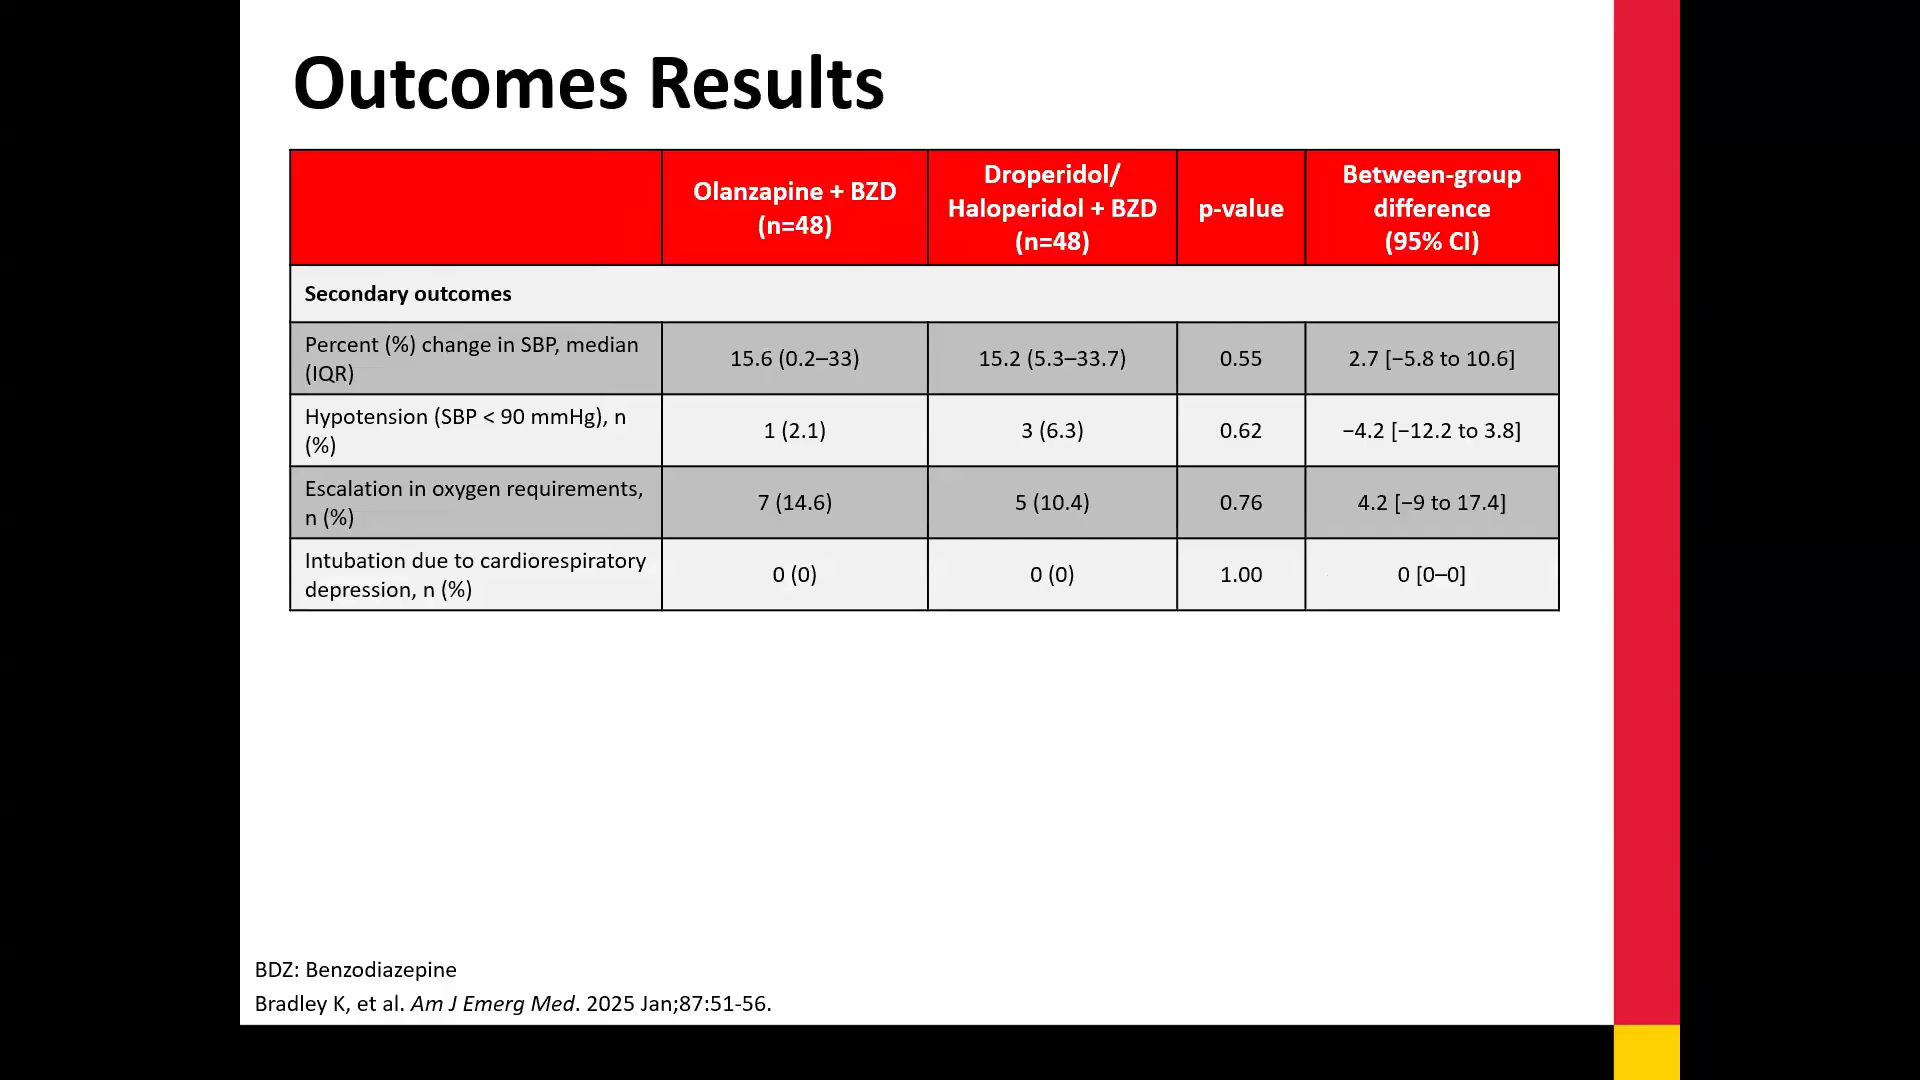 Outcomes Results
Olanzapine + BZD
(n=48)
Droperidol/
Haloperidol + BZD
(n=48)
p-value
Between-group
difference
(95% CI)
Secondary outcomes
Percent (%) change in SBP, median
(IQR)
15.6 (0.2–33)
15.2 (5.3–33.7)
0.55
2.7 [−5.8 to 10.6]
Hypotension (SBP < 90 mmHg), n
(%)
1 (2.1)
3 (6.3)
0.62
−4.2 [−12.2 to 3.8]
Escalation in oxygen requirements,
n (%)
7 (14.6)
5 (10.4)
0.76
4.2 [−9 to 17.4]
Intubation due to cardiorespiratory
depression, n (%)
0 (0)
0 (0)
1.00
0 [0–0]
BDZ: Benzodiazepine
Bradley K, et al. Am J Emerg Med. 2025 Jan;87:51-56.